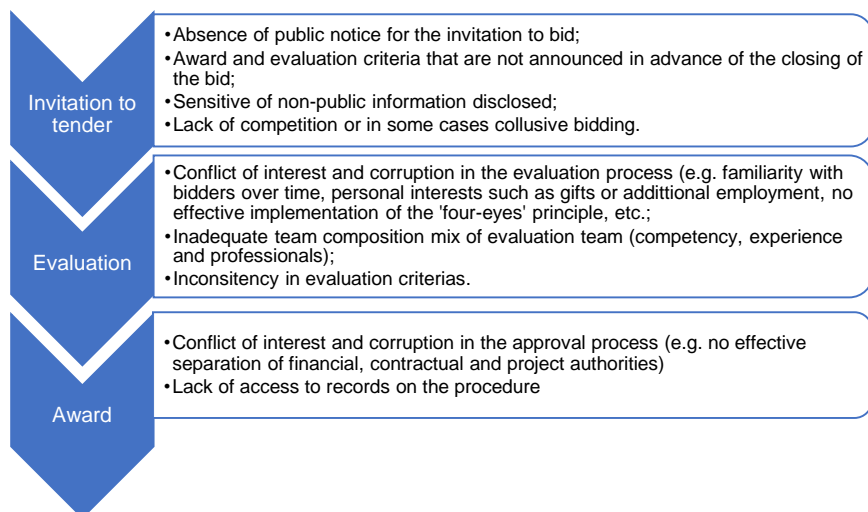 Invitation to
tender
•Absence of public notice for the invitation to bid;
•Award and evaluation criteria that are not announced in advance of the closing of
the bid;
•Sensitive of non-public information disclosed;
•Lack of competition or in some cases collusive bidding.
Evaluation
•Conflict of interest and corruption in the evaluation process (e.g. familiarity with
bidders over time, personal interests such as gifts or addittional employment, no
effective implementation of the 'four-eyes' principle, etc.;
•Inadequate team composition mix of evaluation team (competency, experience
and professionals);
•Inconsitency in evaluation criterias.
Award
•Conflict of interest and corruption in the approval process (e.g. no effective
separation of financial, contractual and project authorities)
•Lack of access to records on the procedure